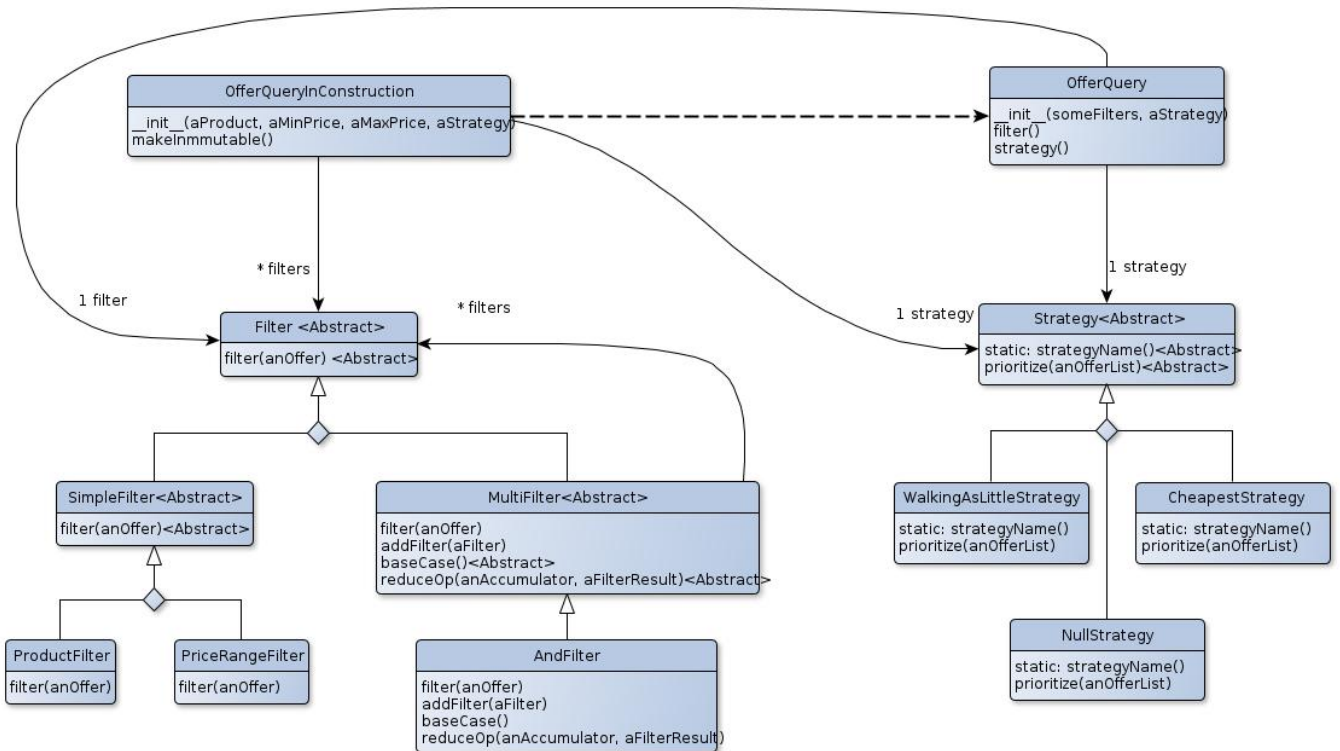 OfferQueryInConstruction
__init__(aProduct, aMinPrice, aMaxPrice, aStrategy)
makeInmmutable()
OfferQuery
__init__(someFilters, aStrategy)
filter()
strategy()
* filters
1 filter
* filters
1 strategy
1 strategy
Filter <Abstract>
filter(anOffer) <Abstract>
Strategy<Abstract>
static: strategyName()<Abstract>
prioritize(anOfferList)<Abstract>
SimpleFilter<Abstract>
filter(anOffer)<Abstract>
MultiFilter<Abstract>
filter(anOffer)
addFilter(aFilter)
baseCase()<Abstract>
reduceOp(anAccumulator, aFilterResult)<Abstract>
WalkingAsLittleStrategy
static: strategyName()
prioritize(anOfferList)
CheapestStrategy
static: strategyName()
prioritize(anOfferList)
ProductFilter
filter(anOffer)
PriceRangeFilter
filter(anOffer)
AndFilter
filter(anOffer)
addFilter(aFilter)
baseCase()
reduceOp(anAccumulator, aFilterResult)
NullStrategy
static: strategyName()
prioritize(anOfferList)